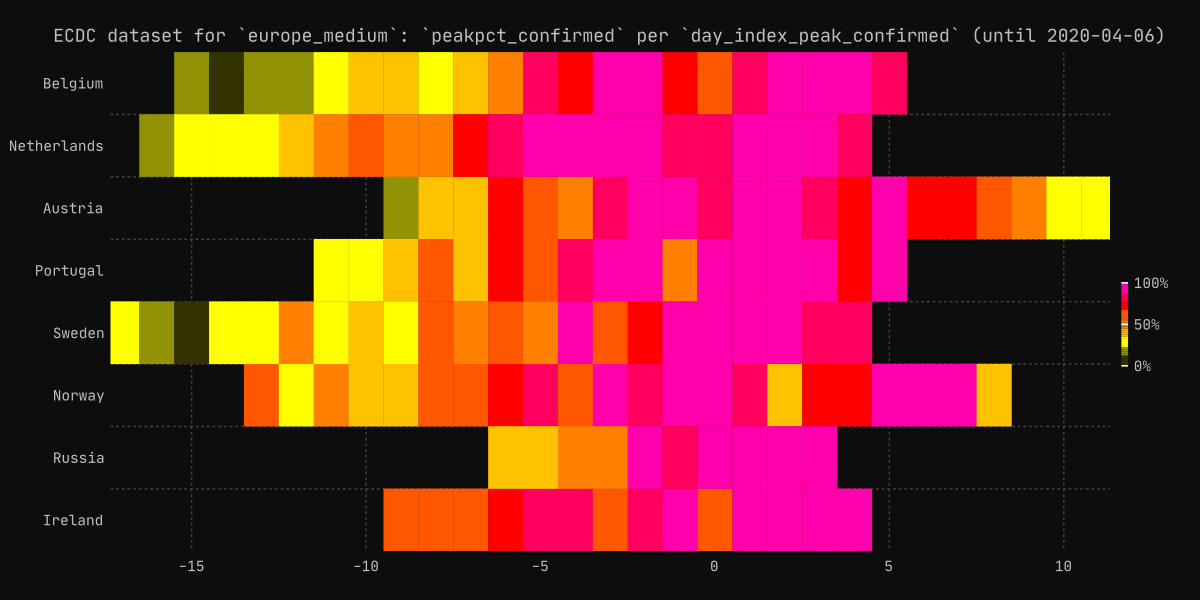 ECDC dataset for `europe_medium`: `peakpct_confirmed` per `day_index_peak_confirmed` (until 2020-04-06)
Belgium
Netherlands
Austria
Portugal
Sweden
Norway
Russia
Ireland
-15 -10 -5 0 5 10
100%
50%
0%